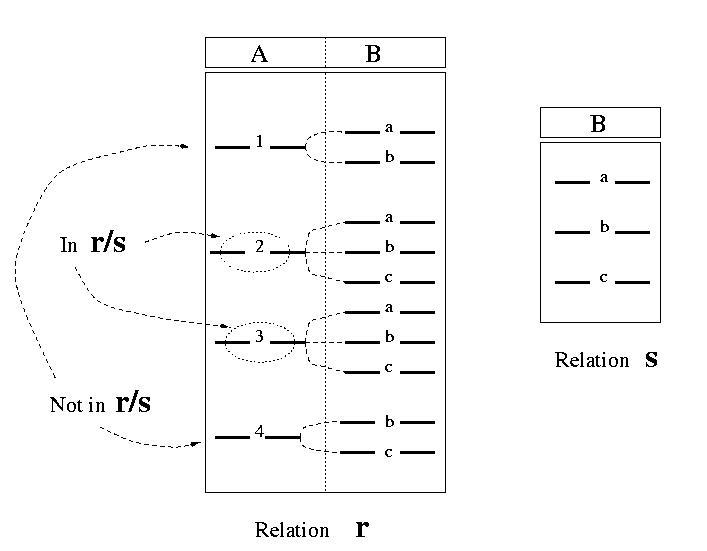 A B
B
1 a
b
a
b
c
2 a
b
c
In r/s
3 a
b
c
Relation s
Not in r/s
4 b
c
Relation r